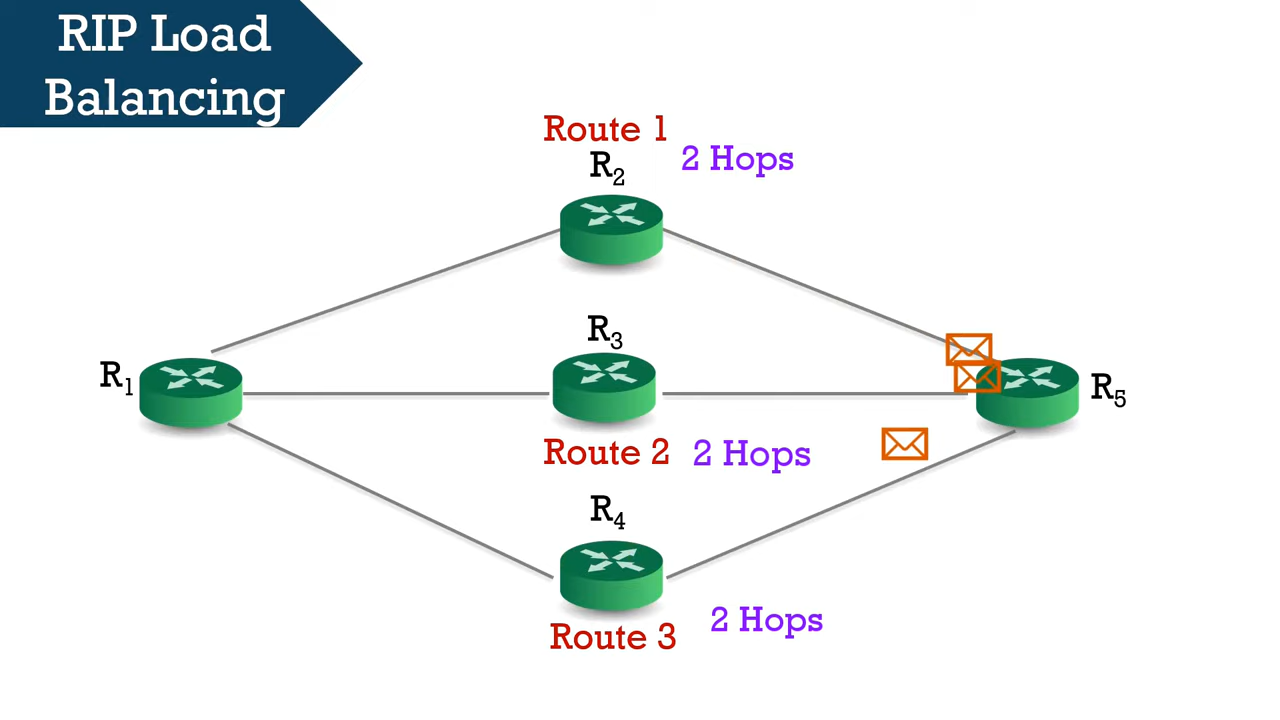 RIP Load
Balancing
Route 1
R2
2 Hops
R3
R1
R5
Route 2
2 Hops
R4
Route 3
2 Hops